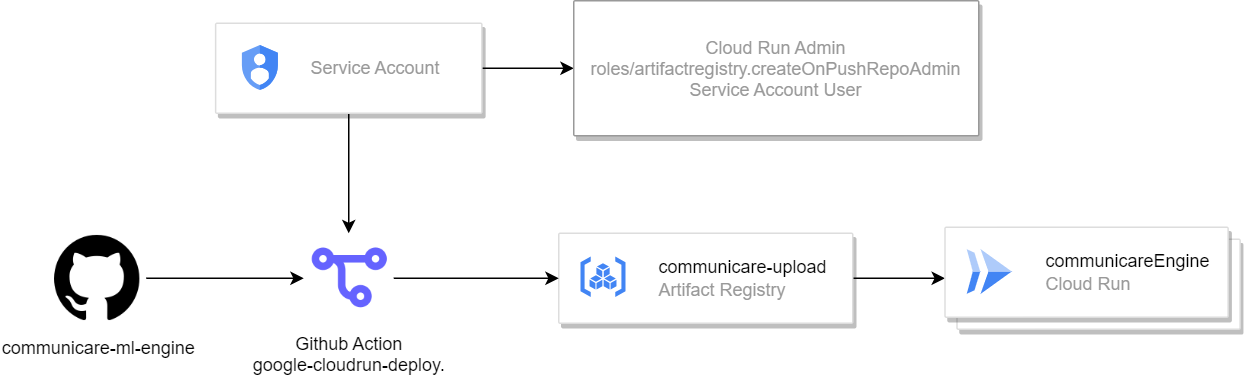 Service Account
Cloud Run Admin
roles/artifactregistry.createOnPushRepoAdmin
Service Account User
communicare-ml-engine
Github Action
google-cloudrun-deploy.
communicare-upload
Artifact Registry
communicareEngine
Cloud Run